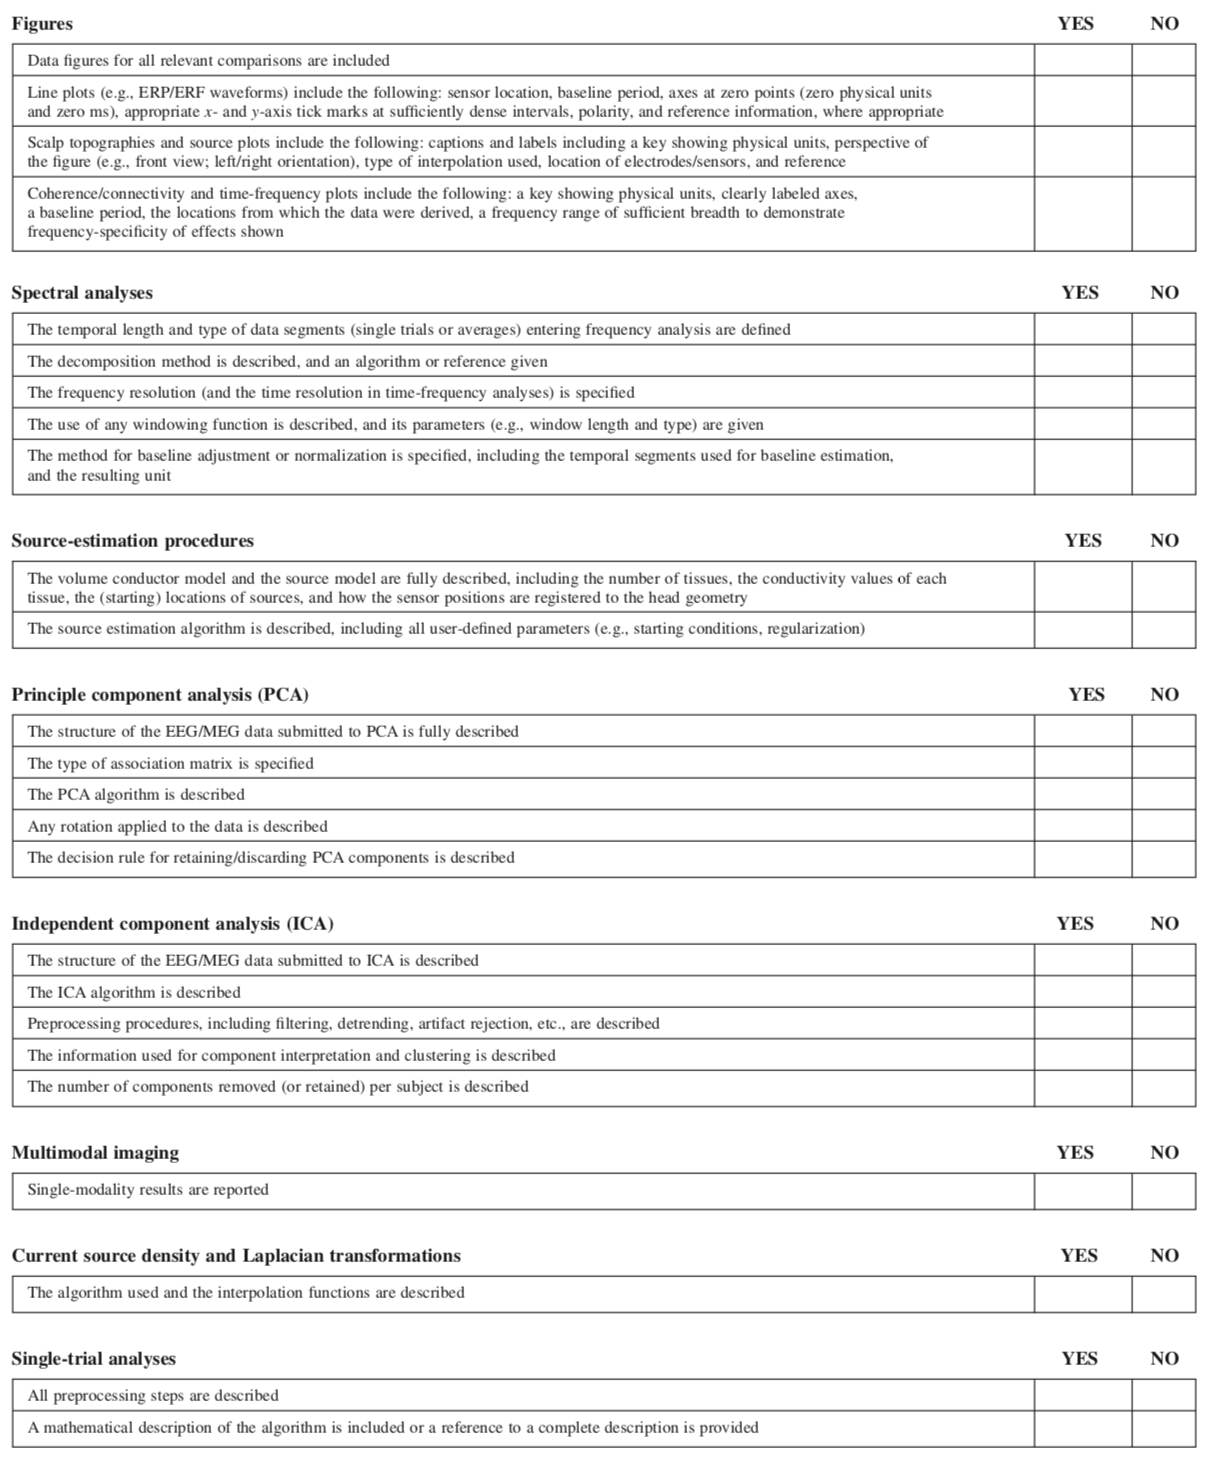 Figures YES NO
Data figures for all relevant comparisons are included
Line plots (e.g., ERP/ERF waveforms) include the following: sensor location, baseline period, axes at zero points (zero physical units
and zero ms), appropriate x- and y-axis tick marks at sufficiently dense intervals, polarity, and reference information, where appropriate
Scalp topographies and source plots include the following: captions and labels including a key showing physical units, perspective of
the figure (e.g., front view; left/right orientation), type of interpolation used, location of electrodes/sensors, and reference
Coherence/connectivity and time-frequency plots include the following: a key showing physical units, clearly labeled axes,
a baseline period, the locations from which the data were derived, a frequency range of sufficient breadth to demonstrate
frequency-specificity of effects shown
Spectral analyses YES NO
The temporal length and type of data segments (single trials or averages) entering frequency analysis are defined
The decomposition method is described, and an algorithm or reference given
The frequency resolution (and the time resolution in time-frequency analyses) is specified
The use of any windowing function is described, and its parameters (e.g., window length and type) are given
The method for baseline adjustment or normalization is specified, including the temporal segments used for baseline estimation,
and the resulting unit
Source-estimation procedures YES NO
The volume conductor model and the source model are fully described, including the number of tissues, the conductivity values of each
tissue, the (starting) locations of sources, and how the sensor positions are registered to the head geometry
The source estimation algorithm is described, including all user-defined parameters (e.g., starting conditions, regularization)
Principle component analysis (PCA) YES NO
The structure of the EEG/MEG data submitted to PCA is fully described
The type of association matrix is specified
The PCA algorithm is described
Any rotation applied to the data is described
The decision rule for retaining/discarding PCA components is described
Independent component analysis (ICA) YES NO
The structure of the EEG/MEG data submitted to ICA is described
The ICA algorithm is described
Preprocessing procedures, including filtering, detrending, artifact rejection, etc., are described
The information used for component interpretation and clustering is described
The number of components removed (or retained) per subject is described
Multimodal imaging YES NO
Single-modality results are reported
Current source density and Laplacian transformations YES NO
The algorithm used and the interpolation functions are described
Single-trial analyses YES NO
All preprocessing steps are described
A mathematical description of the algorithm is included or a reference to a complete description is provided